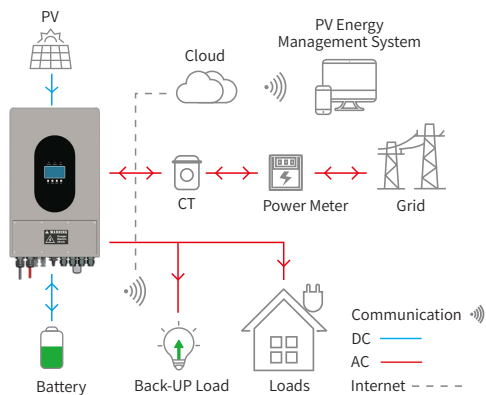 PV
PV Energy
Management System
Cloud
WARNING
CT
Power Meter
Grid
Communication
DC
AC
Internet
Battery
Back-UP Load
Loads